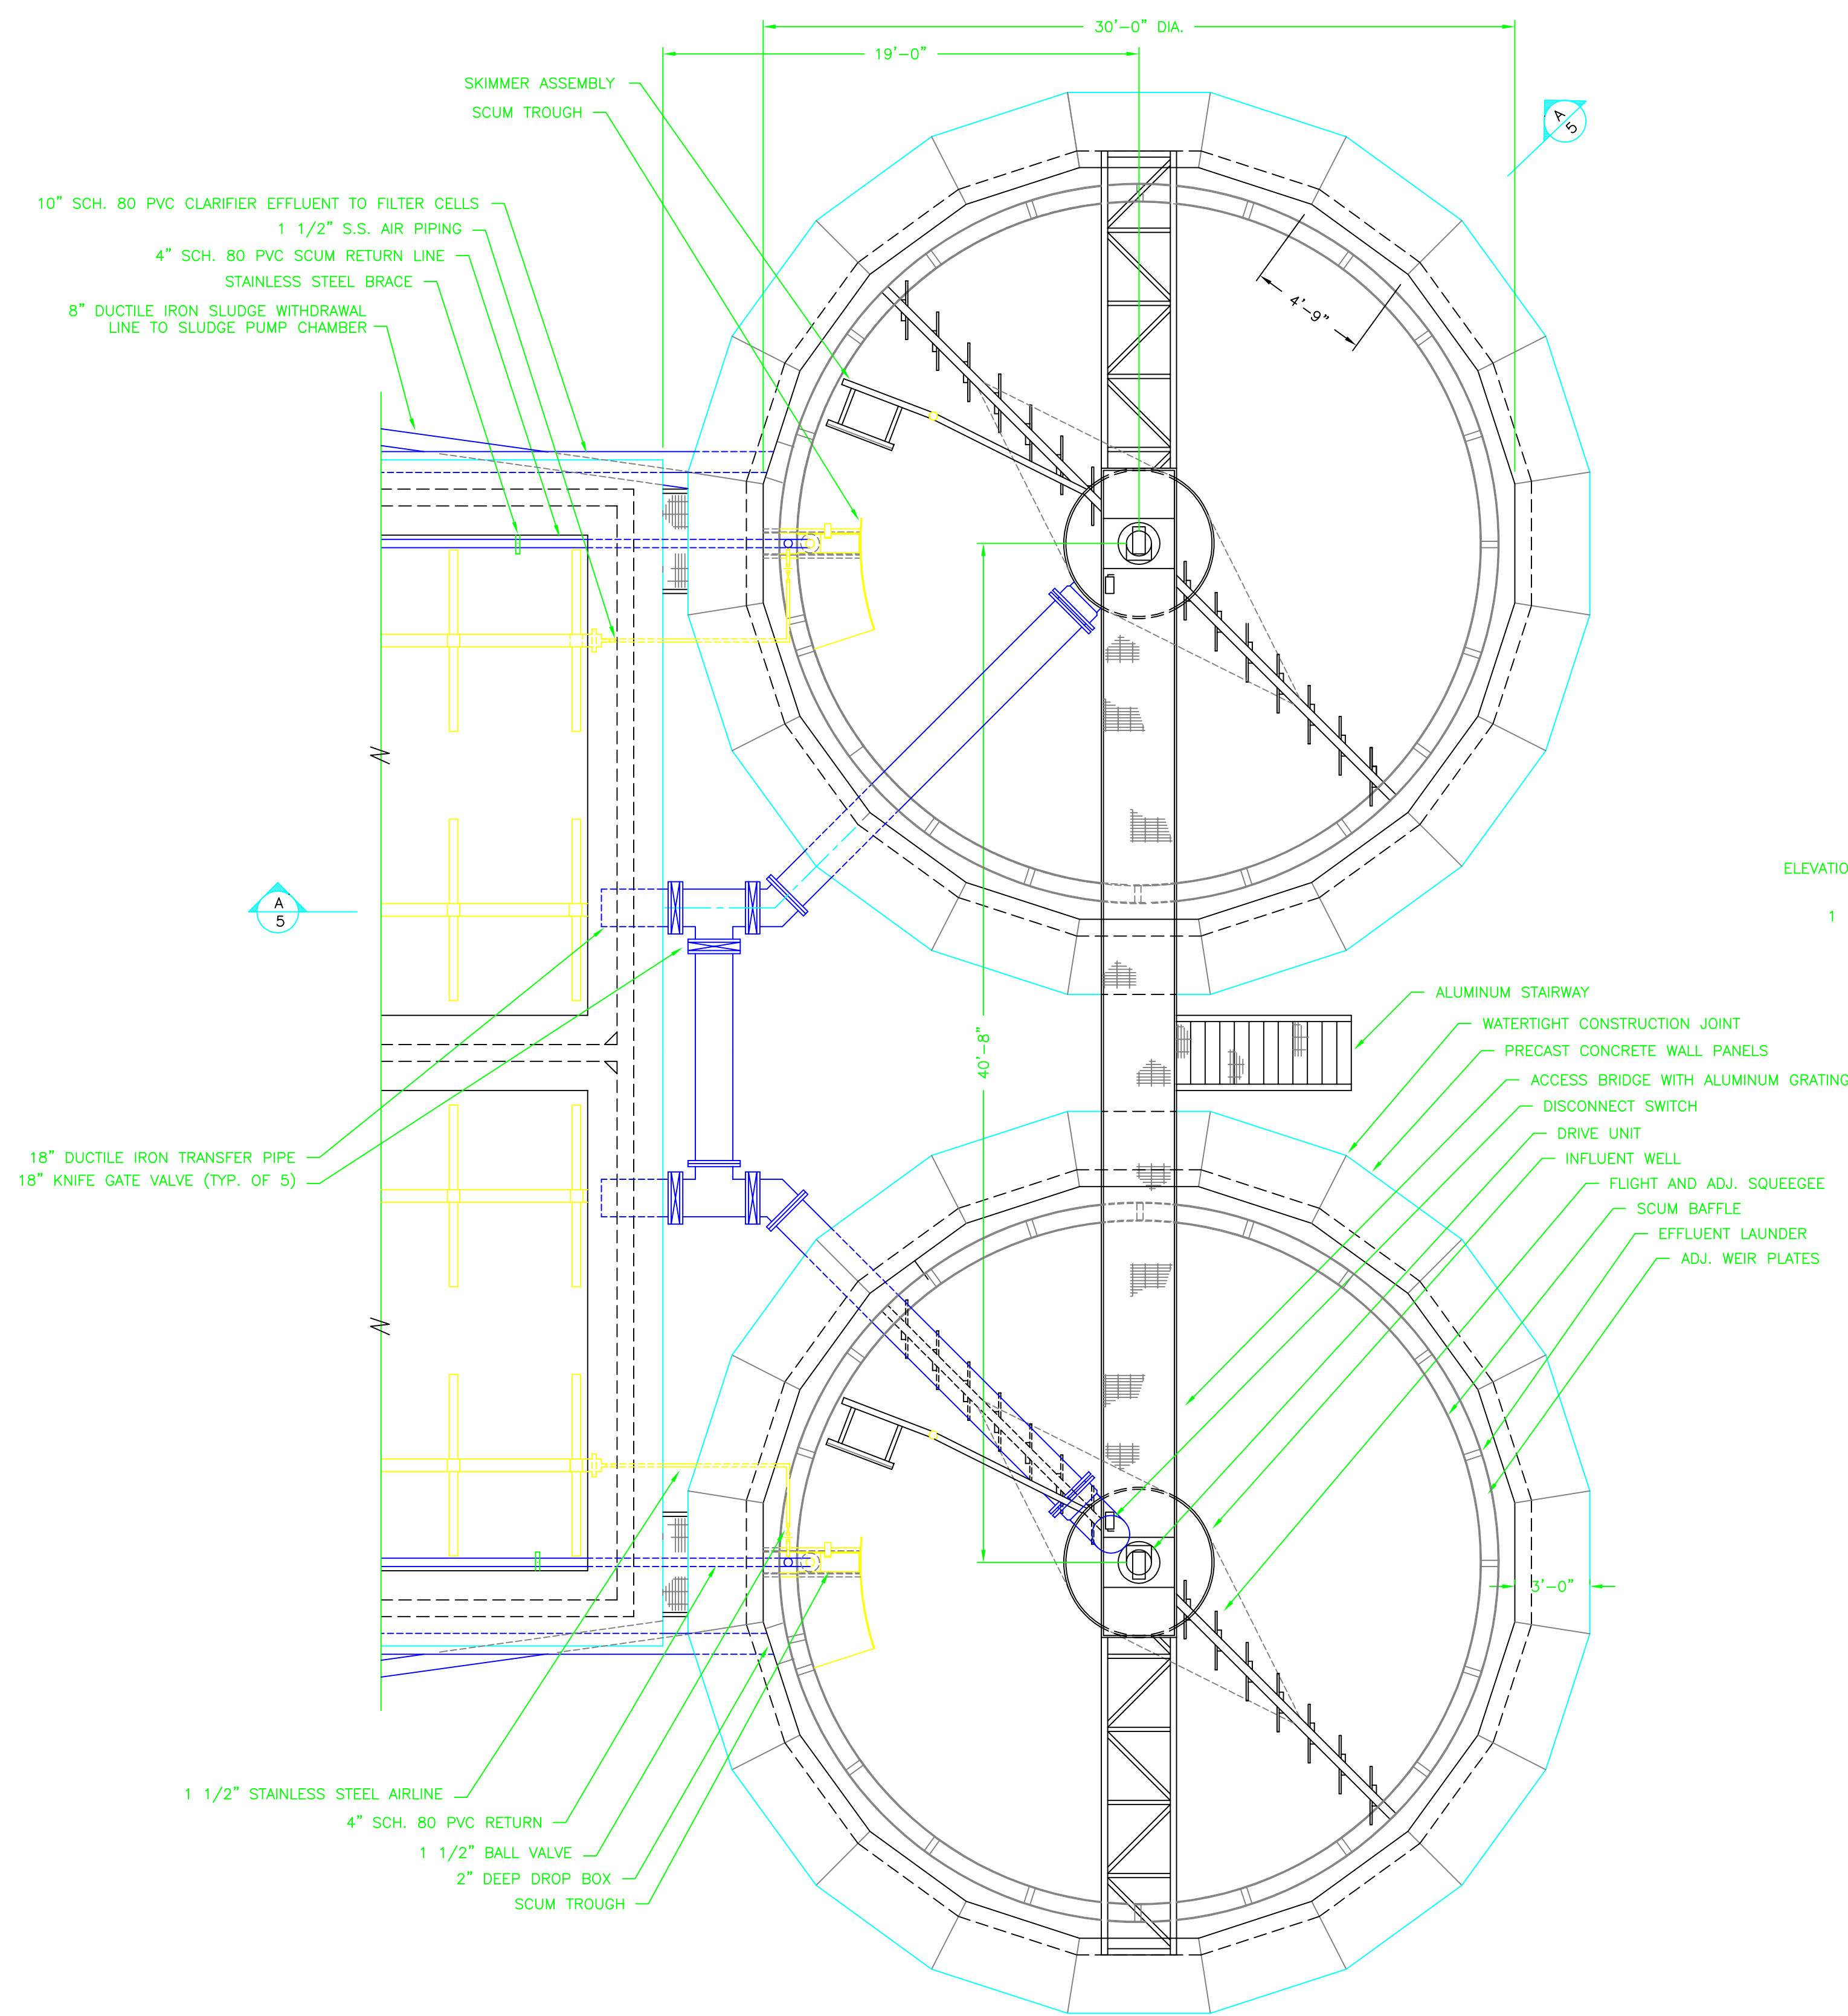 30'-0" DIA.
19'-0"
SKIMMER ASSEMBLY
SCUM TROUGH
A
5
10" SCH. 80 PVC CLARIFIER EFFLUENT TO FILTER CELLS
1 1/2" S.S. AIR PIPING
4" SCH. 80 PVC SCUM RETURN LINE
STAINLESS STEEL BRACE
8" DUCTILE IRON SLUDGE WITHDRAWAL
LINE TO SLUDGE PUMP CHAMBER
4'-9"
ELEVATIO
A
5
1
40'-8"
ALUMINUM STAIRWAY
WATERTIGHT CONSTRUCTION JOINT
PRECAST CONCRETE WALL PANELS
ACCESS BRIDGE WITH ALUMINUM GRATING
DISCONNECT SWITCH
DRIVE UNIT
INFLUENT WELL
FLIGHT AND ADJ. SQUEEGEE
SCUM BAFFLE
EFFLUENT LAUNDER
ADJ. WEIR PLATES
18" DUCTILE IRON TRANSFER PIPE
18" KNIFE GATE VALVE (TYP. OF 5)
3'-0"
1 1/2" STAINLESS STEEL AIRLINE
4" SCH. 80 PVC RETURN
1 1/2" BALL VALVE
2" DEEP DROP BOX
SCUM TROUGH